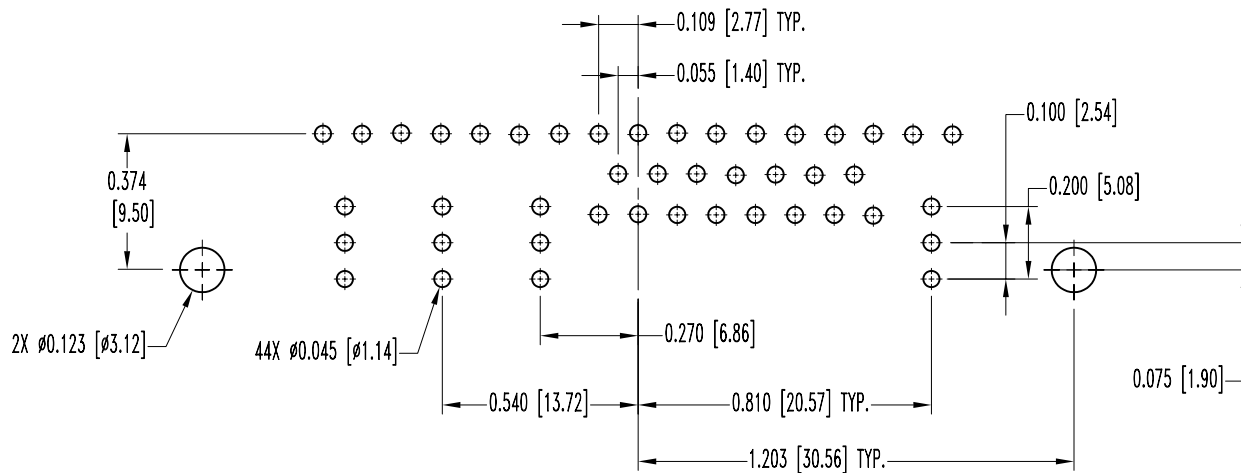 0.109 [2.77] TYP.
0.055 [1.40] TYP.
0.100 [2.54]
0.374
[9.50]
0.200 [5.08]
2X ø0.123 [ø3.12]
44X ø0.045 [ø1.14]
0.270 [6.86]
0.075 [1.90]
0.540 [13.72]
0.810 [20.57] TYP.
1.203 [30.56] TYP.